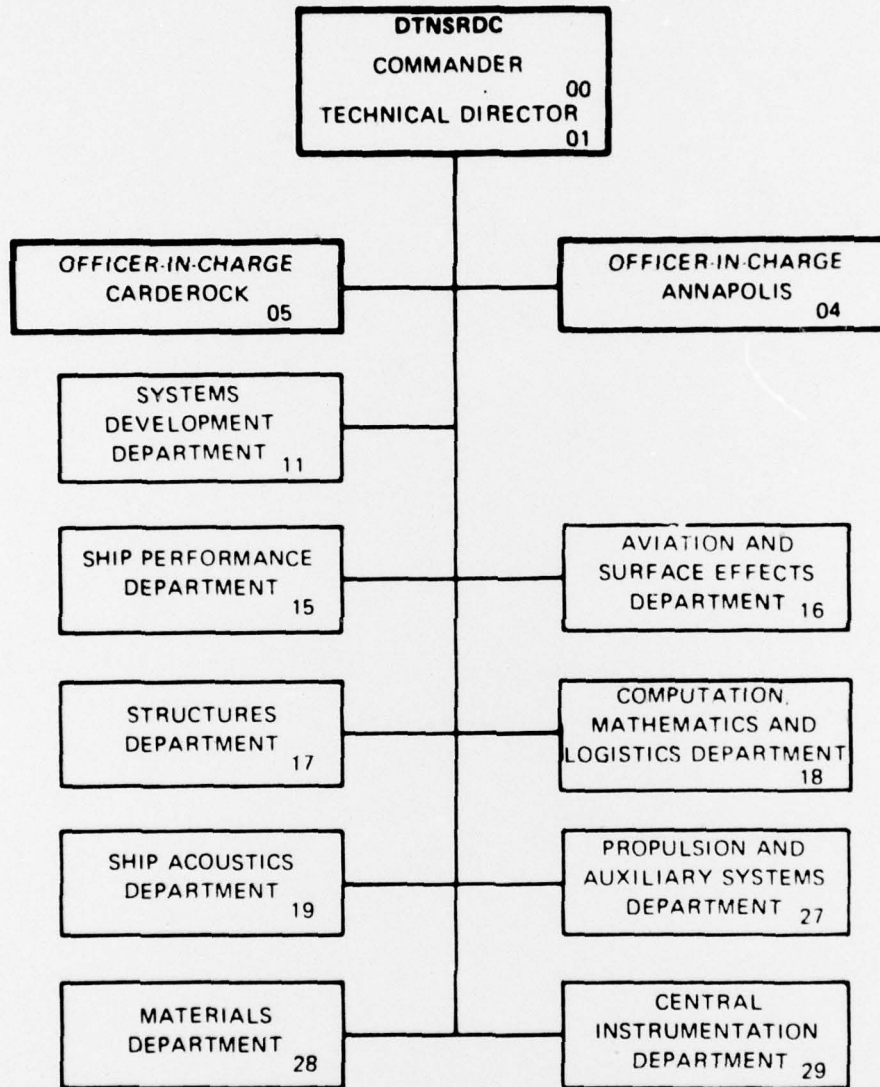 DTNSRDC
COMMANDER
00
TECHNICAL DIRECTOR
01
OFFICER-IN-CHARGE
CARDEROCK
05
OFFICER-IN-CHARGE
ANNAPOLIS
04
SYSTEMS
DEVELOPMENT
DEPARTMENT 11
SHIP PERFORMANCE
DEPARTMENT
15
AVIATION AND
SURFACE EFFECTS
DEPARTMENT 16
STRUCTURES
DEPARTMENT
17
COMPUTATION,
MATHEMATICS AND
LOGISTICS DEPARTMENT
18
SHIP ACOUSTICS
DEPARTMENT
19
PROPULSION AND
AUXILIARY SYSTEMS
DEPARTMENT 27
MATERIALS
DEPARTMENT
28
CENTRAL
INSTRUMENTATION
DEPARTMENT 29